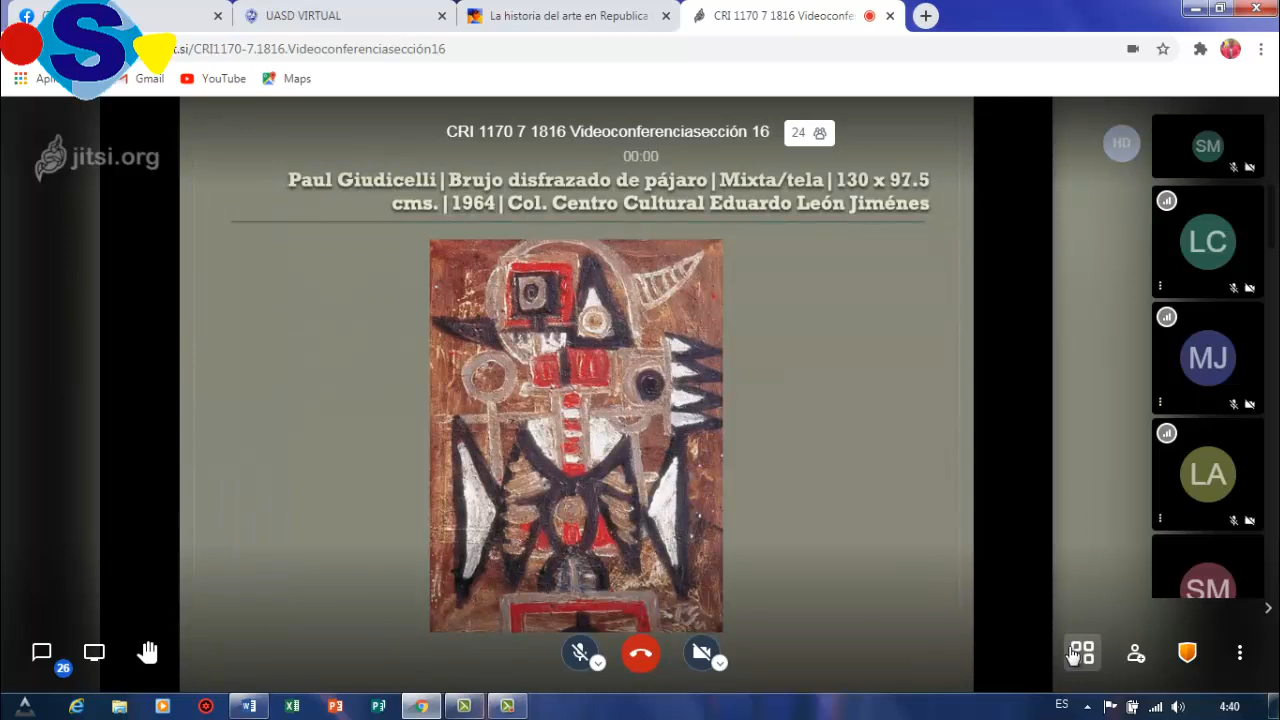 UASD VIRTUAL
La historia del arte en Republica
CRI 1170 7 1816 Videoconfere
S
t.si/CRI1170-7.1816.Videoconferenciasección16
Gmail
YouTube
Maps
CRI 1170 7 1816 Videoconferenciasección 16
24
00:00
jitsi.org
HD
SM
LC
MJ
LA
SM
Paul Giudicelli|Brujo disfrazado de pájaro|Mixta/tela|130 x 97.5
cms.|1964|Col. Centro Cultural Eduardo León Jiménes
26
ES
4:40